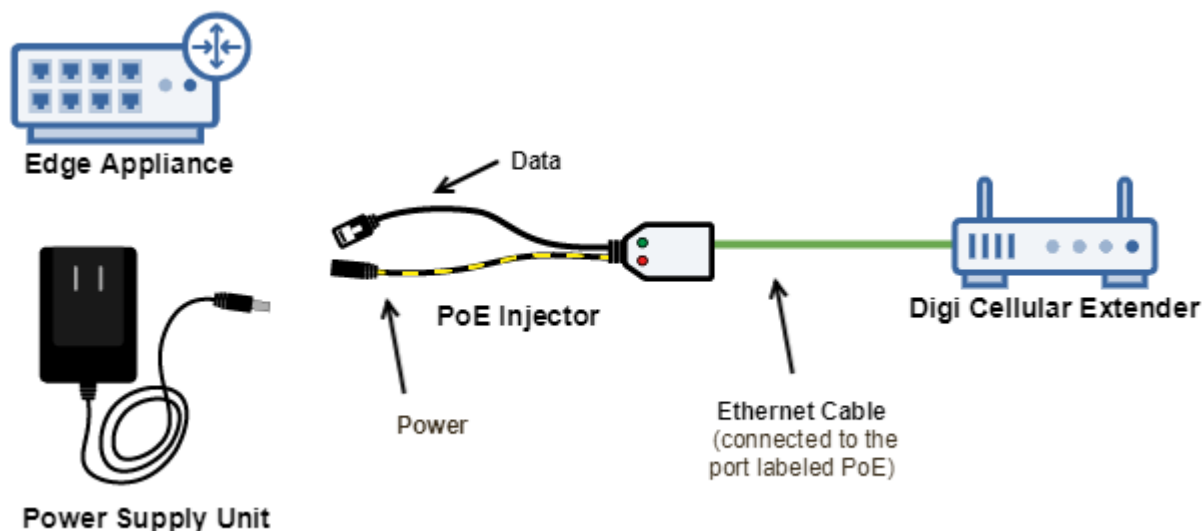 Edge Appliance
Data
PoE Injector
Digi Cellular Extender
Power
Ethernet Cable
(connected to the
port labeled PoE)
Power Supply Unit